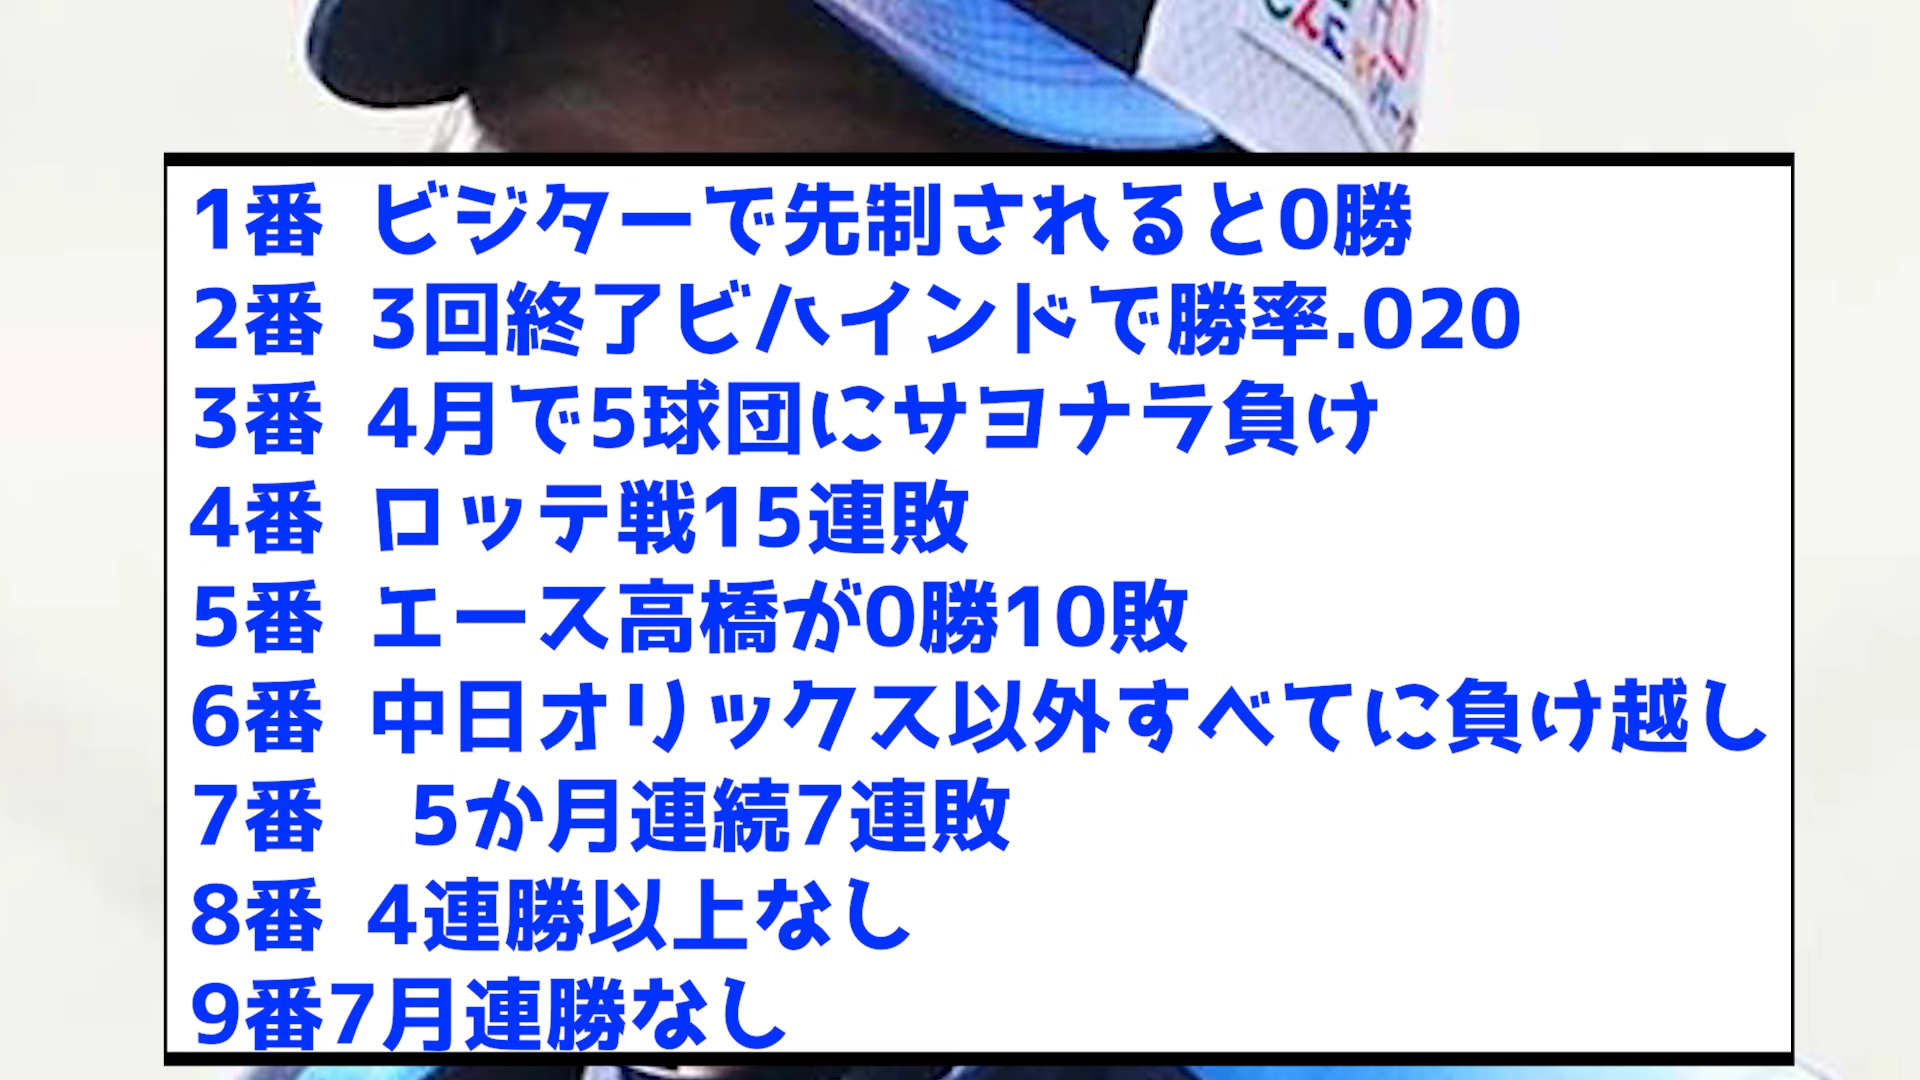 1番 ビジターで先制されると0勝
2番 3回終了ビハインドで勝率.020
3番 4月で5球団にサヨナラ負け
4番 ロッテ戦15連敗
5番 エース高橋が0勝10敗
6番 中日オリックス以外すべてに負け越し
7番 5か月連続7連敗
8番 4連勝以上なし
9番7月連勝なし